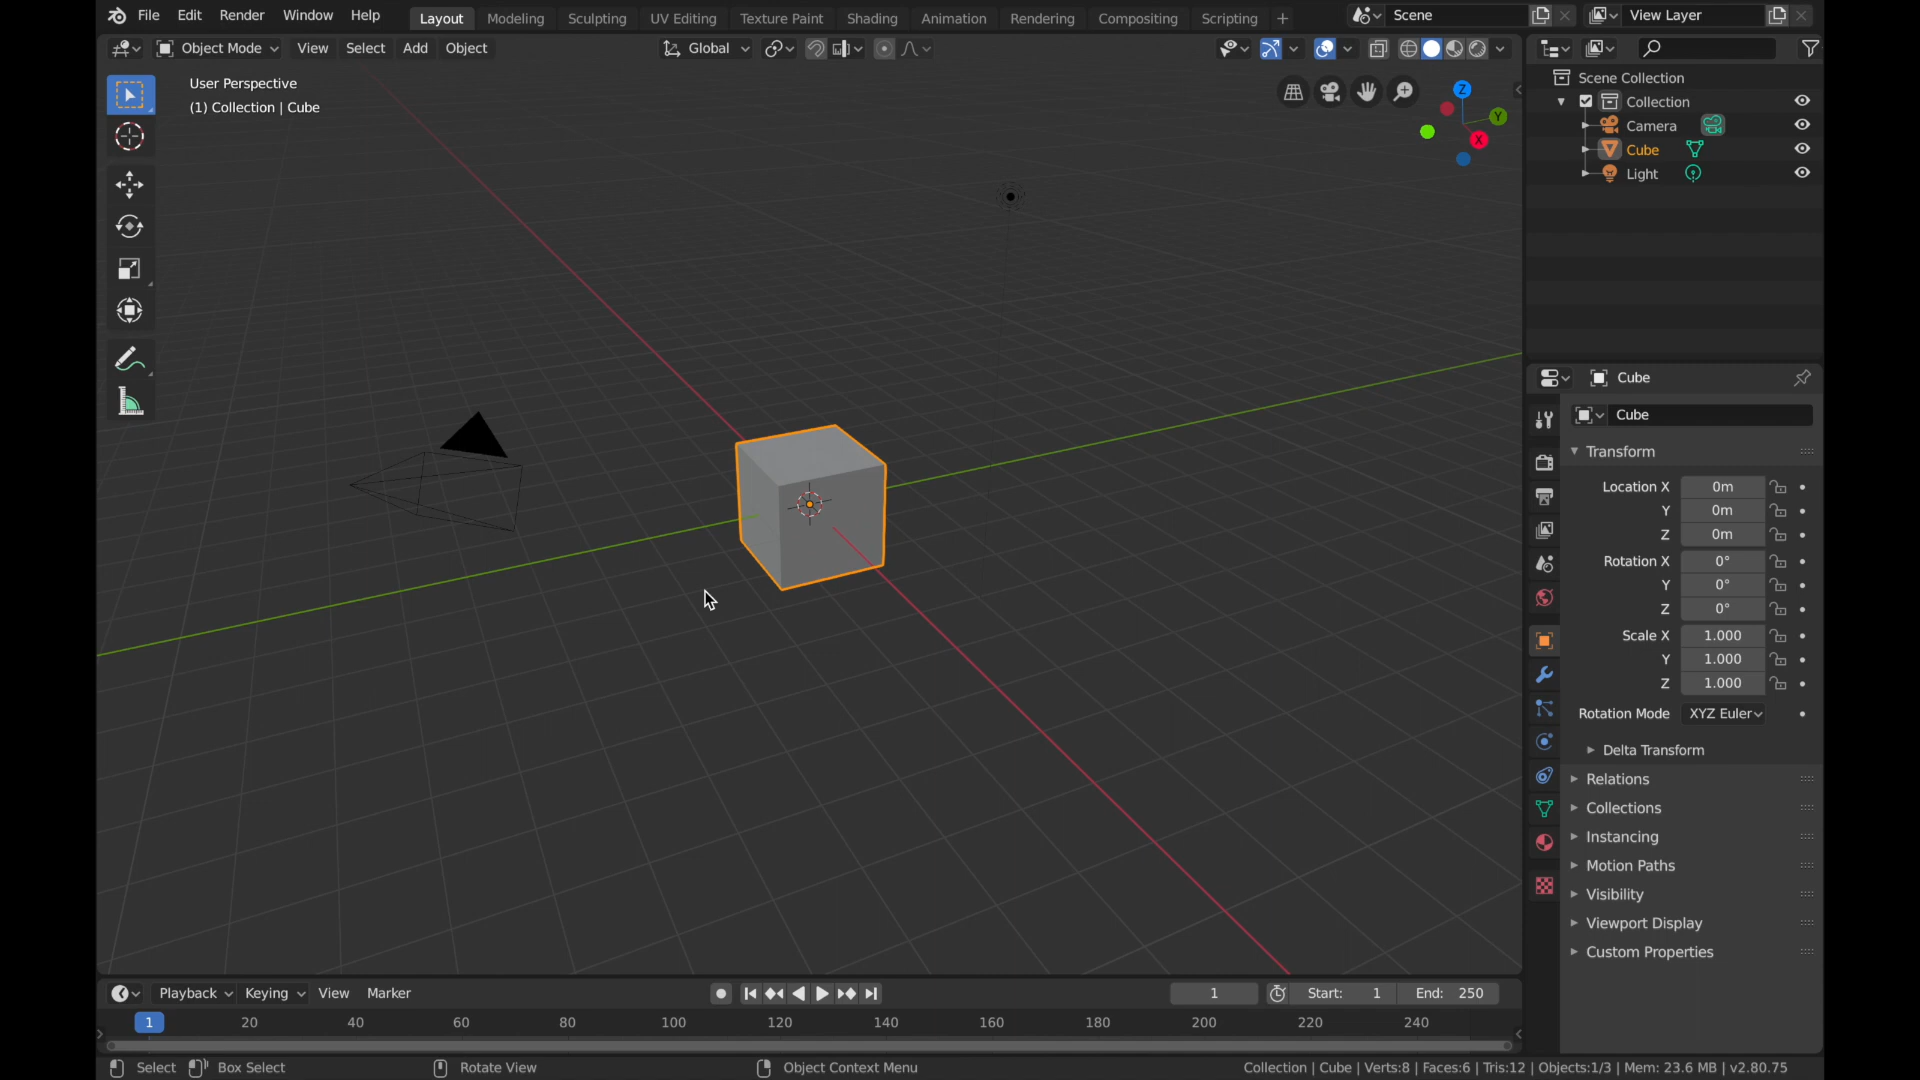 File Edit Render Window Help Layout Modeling Sculpting UV Editing Texture Paint Shading Animation Rendering Compositing Scripting + Scene View Layer
Object Mode View Select Add Object Global
User Perspective
(1) Collection | Cube
Z
Y
X
Scene Collection
Collection
Camera
Cube
Light
Cube
Cube
Transform
Location X 0m
Y 0m
Z 0m
Rotation X 0°
Y 0°
Z 0°
Scale X 1.000
Y 1.000
Z 1.000
Rotation Mode XYZ Euler
Delta Transform
Relations
Collections
Instancing
Motion Paths
Visibility
Viewport Display
Custom Properties
Playback Keying View Marker 1 Start: 1 End: 250
1 20 40 60 80 100 120 140 160 180 200 220 240
Select Box Select Rotate View Object Context Menu Collection | Cube | Verts:8 | Faces:6 | Tris:12 | Objects:1/3 | Mem: 23.6 MB | v2.80.75